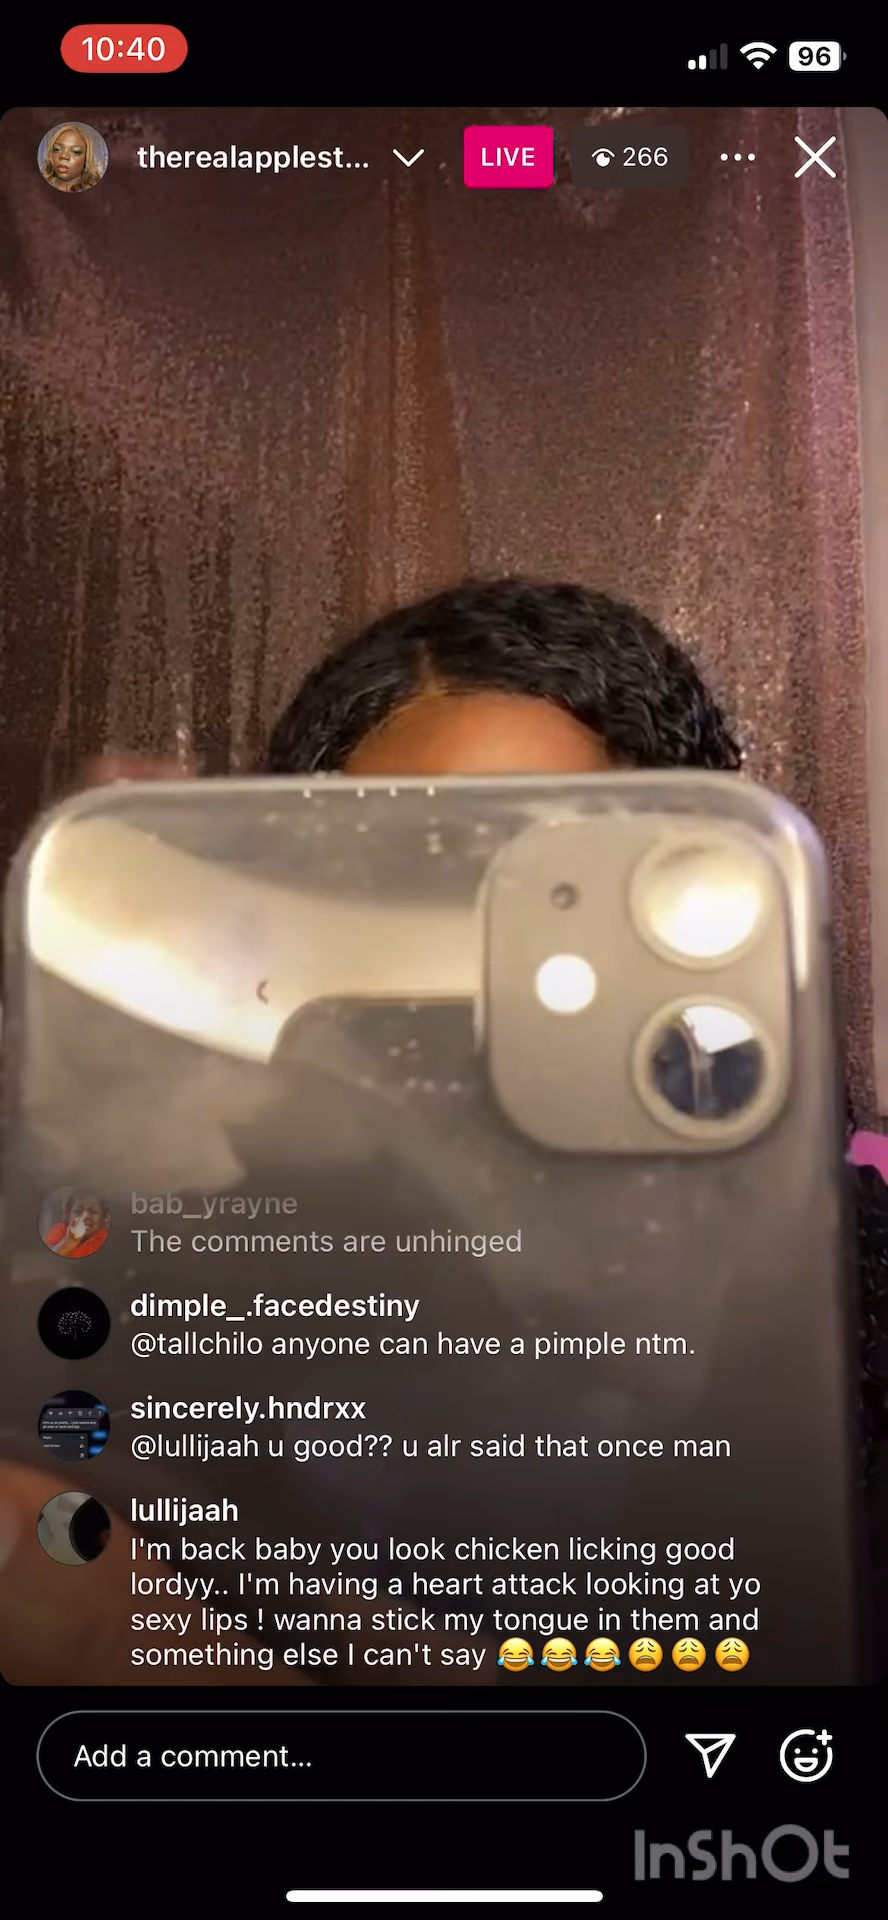 10:40
96
therealapplest...
LIVE
266
bab_yrayne
The comments are unhinged
dimple_.facedestiny
@tallchilo anyone can have a pimple ntm.
sincerely.hndrxx
@lullijaah u good?? u alr said that once man
lullijaah
I'm back baby you look chicken licking good
lordyy.. I'm having a heart attack looking at yo
sexy lips ! wanna stick my tongue in them and
something else I can't say 😂😂😂😩😩😩
Add a comment...
InShOt